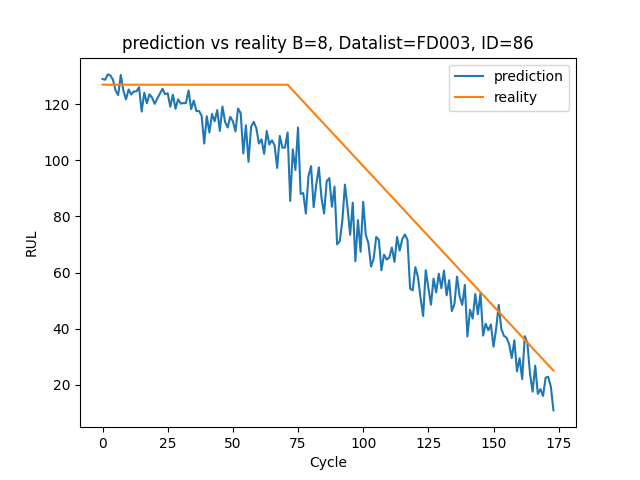 prediction vs reality B=8, Datalist=FD003, ID=86
prediction
reality
RUL
120
100
80
60
40
20
0 25 50 75 100 125 150 175
Cycle